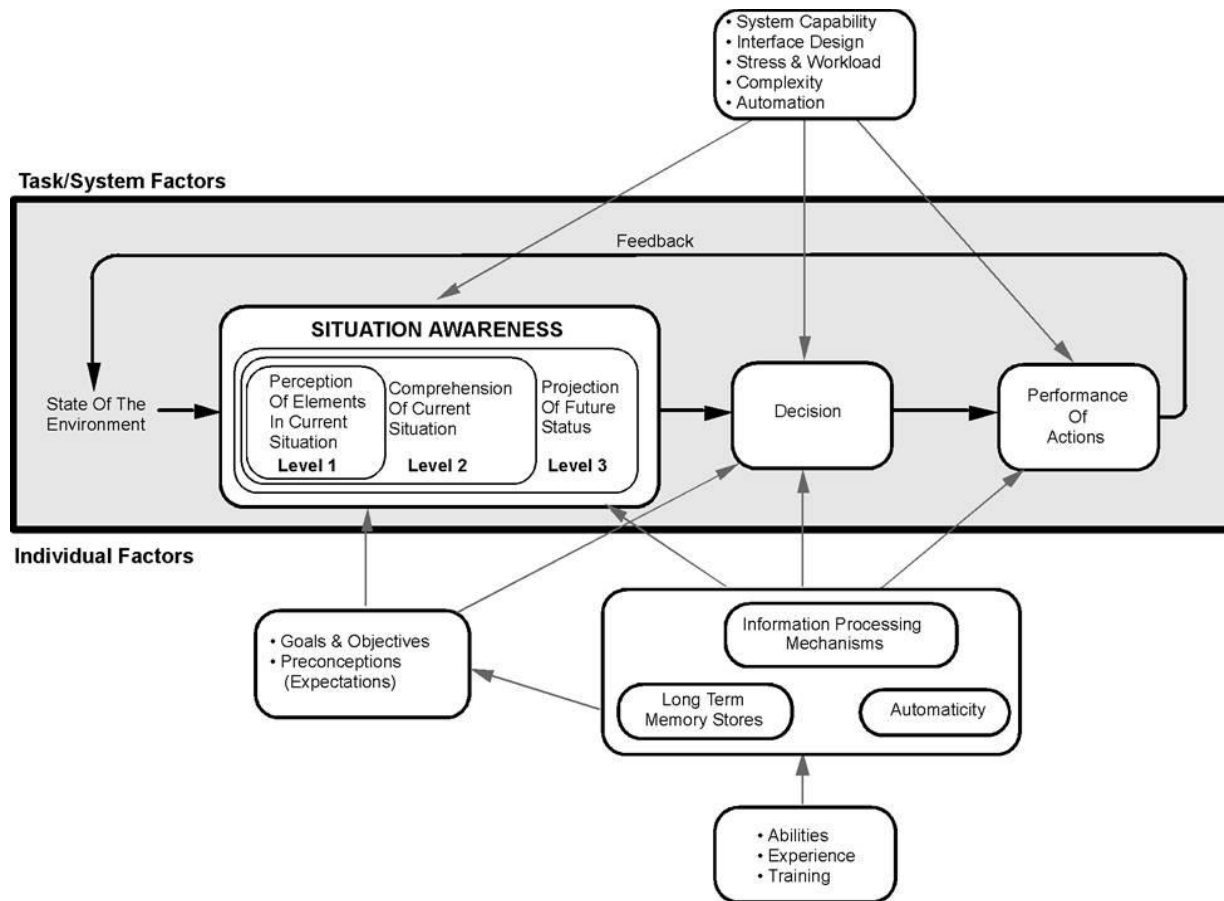 • System Capability
• Interface Design
• Stress & Workload
• Complexity
• Automation
Task/System Factors
Feedback
SITUATION AWARENESS
Perception
Of Elements
In Current
Situation
Level 1
Comprehension
Of Current
Situation
Level 2
Projection
Of Future
Status
Level 3
State Of The
Environment
Decision
Performance
Of
Actions
Individual Factors
• Goals & Objectives
• Preconceptions
(Expectations)
Information Processing
Mechanisms
Long Term
Memory Stores
Automaticity
• Abilities
• Experience
• Training